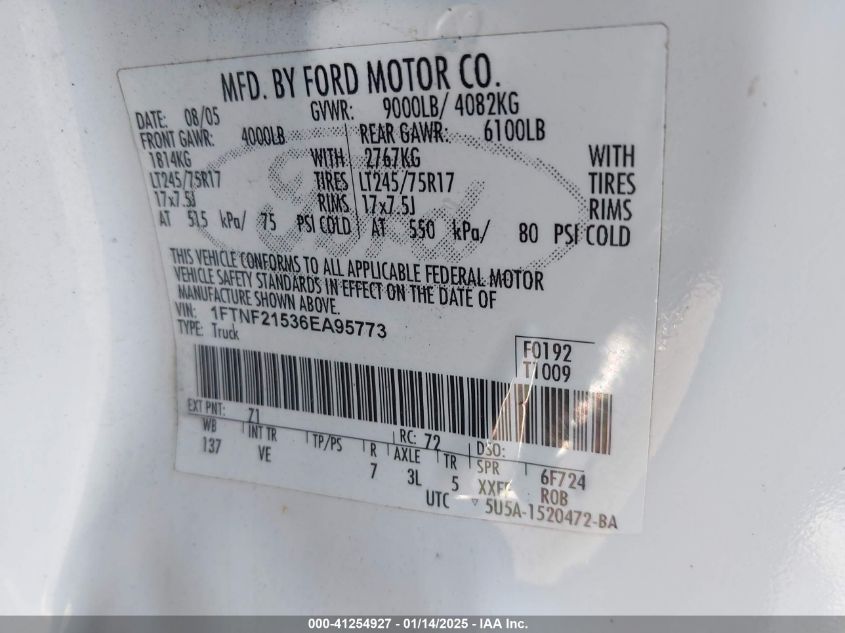 MFD. BY FORD MOTOR CO.
DATE: 08/05 GVWR: 9000LB/ 4082KG
FRONT GAWR: 4000LB REAR GAWR: 6100LB
1814KG WITH 2767KG WITH
LT245/75R17 TIRES LT245/75R17 TIRES
17x7.5J RIMS 17x7.5J RIMS
AT 515 kPa/ 75 PSI COLD AT 550 kPa/ 80 PSI COLD
THIS VEHICLE CONFORMS TO ALL APPLICABLE FEDERAL MOTOR
VEHICLE SAFETY STANDARDS IN EFFECT ON THE DATE OF
MANUFACTURE SHOWN ABOVE.
VIN: 1FTNF21536EA95773
TYPE: Truck
F0192
T1009
EXT PNT: Z1 RC: 72 DSO:
WB INT TR TP/PS R AXLE TR SPR 6F724
137 VE 7 3L 5 ROB
UTC 5U5A-1520472-BA
000-41254927 - 01/14/2025 - IAAI.com